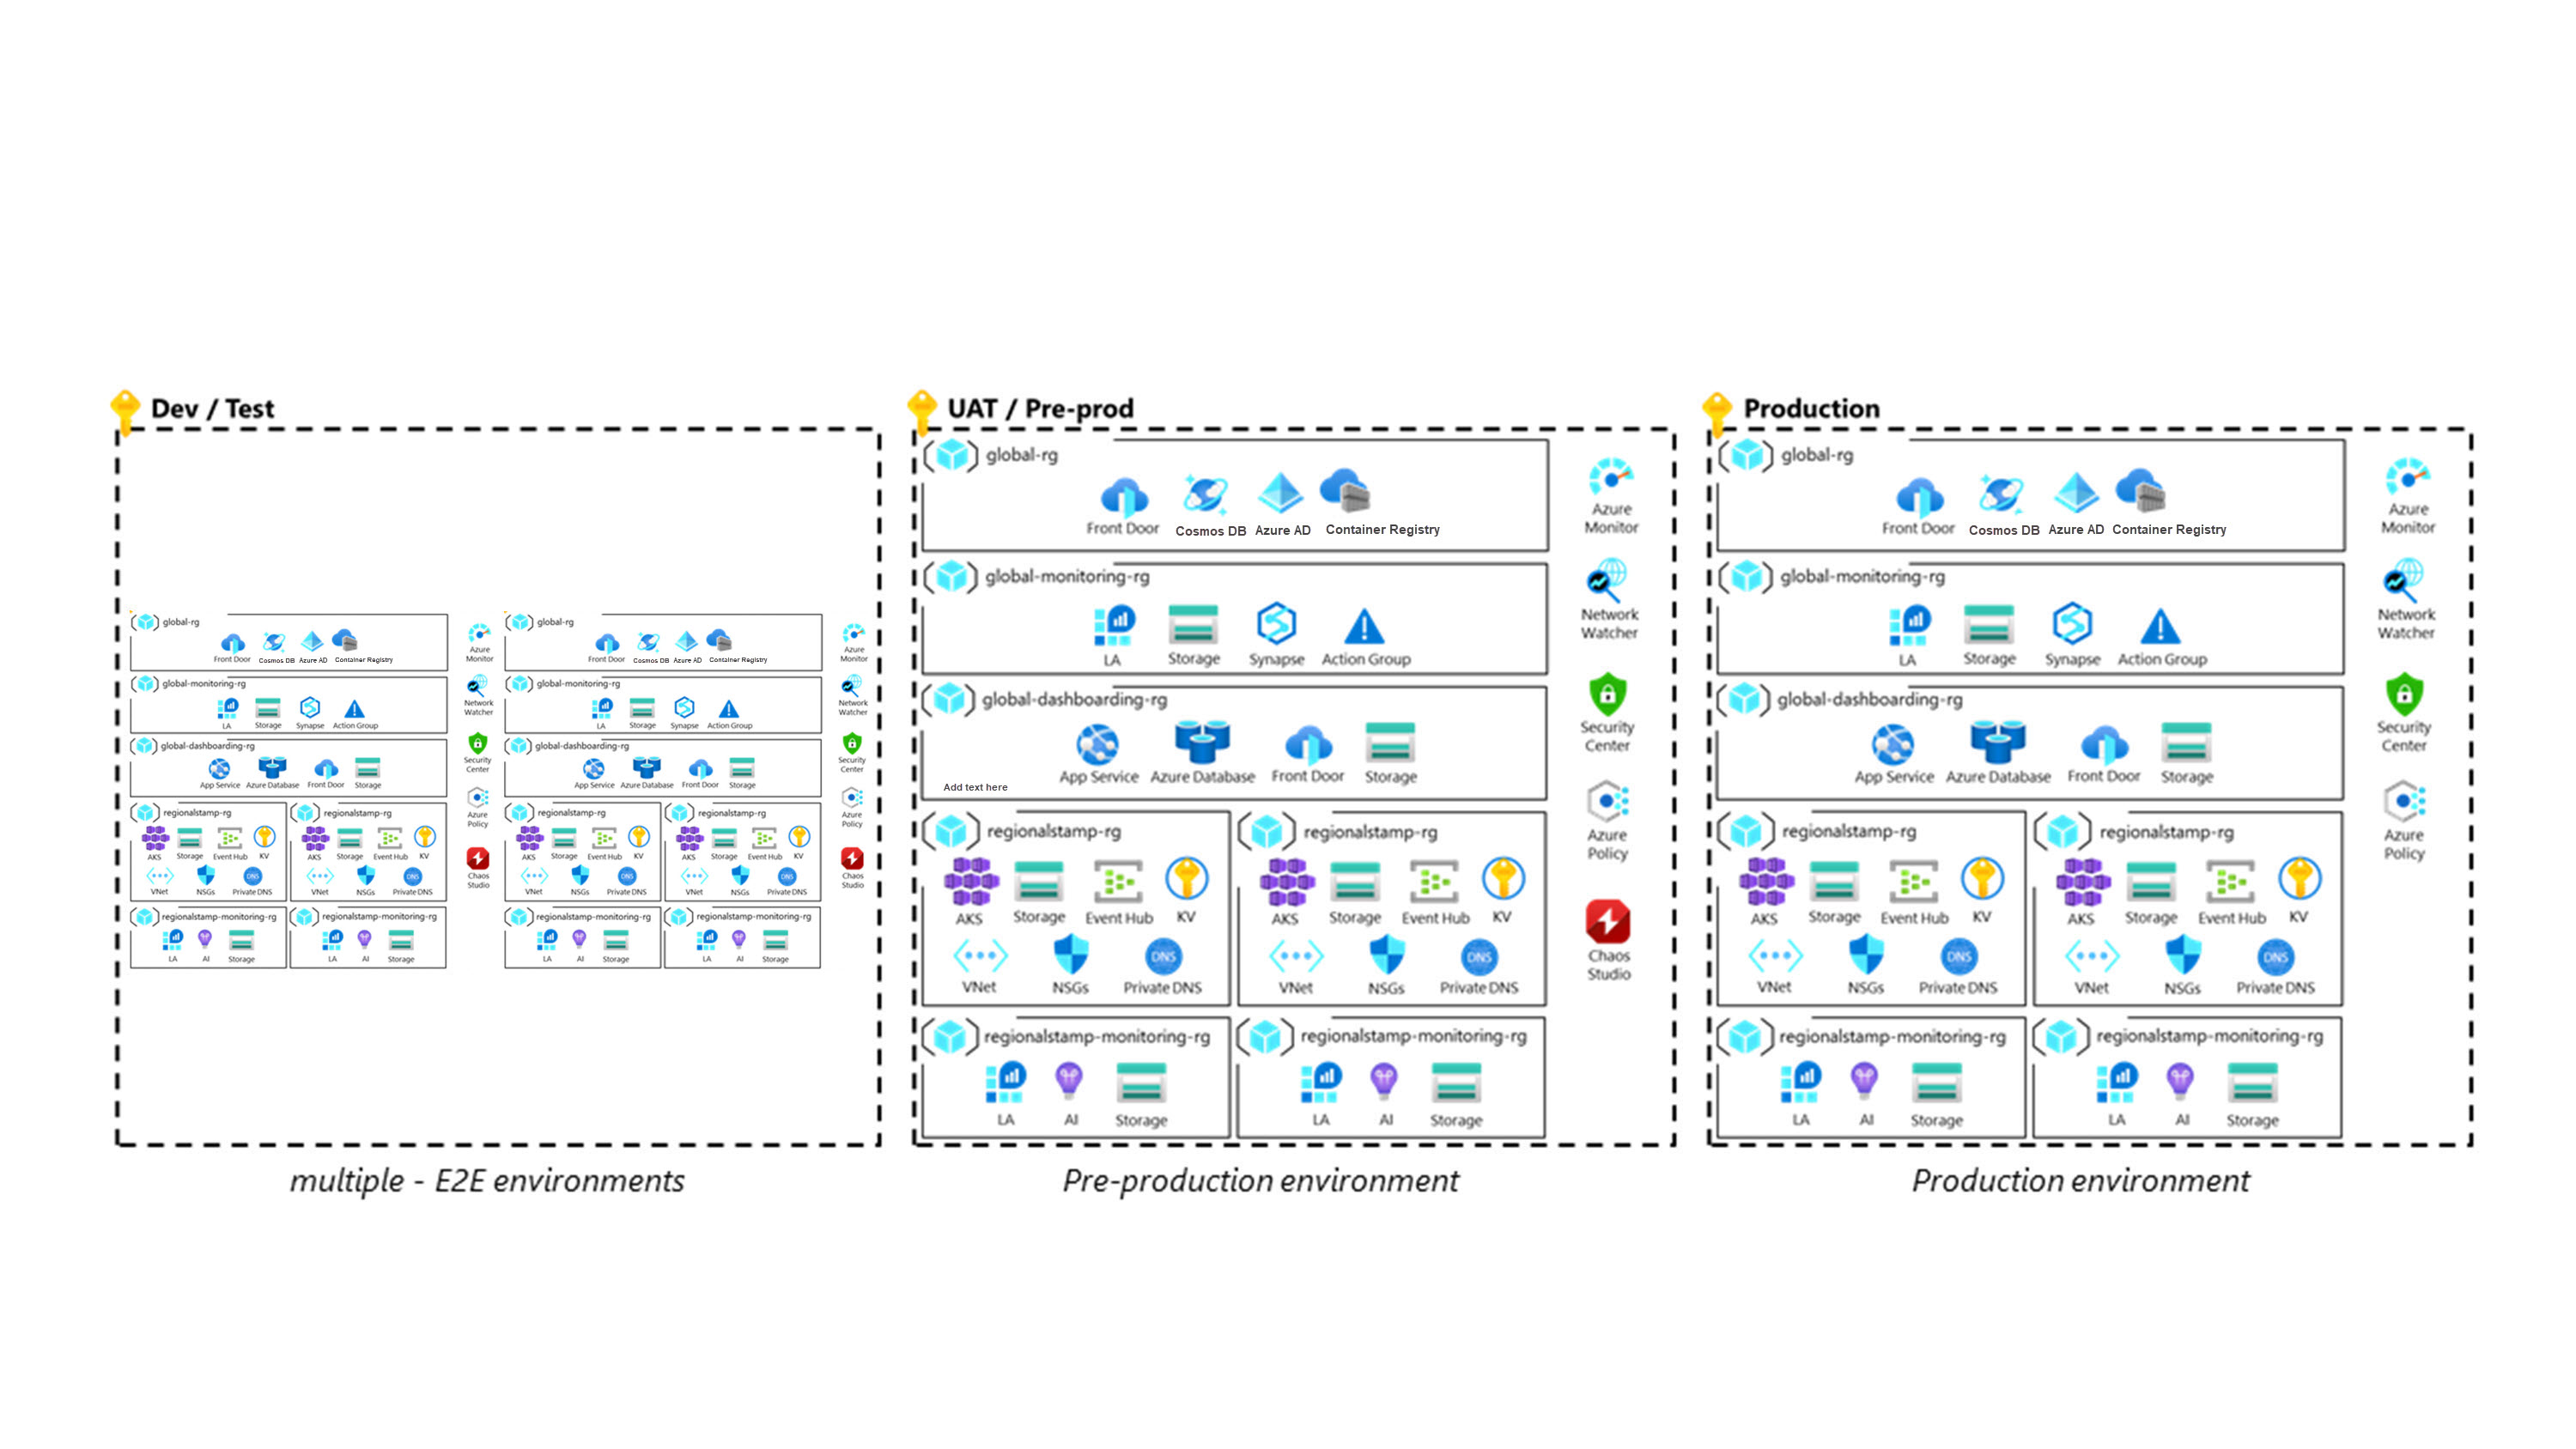 Dev / Test
global-rg
Front Door Cosmos DB Azure AD Container Registry
global-monitoring-rg
LA Storage Synapse Action Group
global-dashboarding-rg
App Service Azure Database Front Door Storage
regionalstamp-rg
AKS Storage Event Hub KV
VNet NSGs Private DNS
regionalstamp-rg
AKS Storage Event Hub KV
VNet NSGs Private DNS
regionalstamp-monitoring-rg
LA AI Storage
regionalstamp-monitoring-rg
LA AI Storage
Azure
Monitor
Network
Watcher
Security
Center
Azure
Policy
Chaos
Studio
global-rg
Front Door Cosmos DB Azure AD Container Registry
global-monitoring-rg
LA Storage Synapse Action Group
global-dashboarding-rg
App Service Azure Database Front Door Storage
regionalstamp-rg
AKS Storage Event Hub KV
VNet NSGs Private DNS
regionalstamp-rg
AKS Storage Event Hub KV
VNet NSGs Private DNS
regionalstamp-monitoring-rg
LA AI Storage
regionalstamp-monitoring-rg
LA AI Storage
Azure
Monitor
Network
Watcher
Security
Center
Azure
Policy
Chaos
Studio
multiple - E2E environments
UAT / Pre-prod
global-rg
Front Door Cosmos DB Azure AD Container Registry
global-monitoring-rg
LA Storage Synapse Action Group
global-dashboarding-rg
App Service Azure Database Front Door Storage
Add text here
regionalstamp-rg
AKS Storage Event Hub KV
VNet NSGs Private DNS
DNS
regionalstamp-rg
AKS Storage Event Hub KV
VNet NSGs Private DNS
DNS
regionalstamp-monitoring-rg
LA AI Storage
regionalstamp-monitoring-rg
LA AI Storage
Azure
Monitor
Network
Watcher
Security
Center
Azure
Policy
Chaos
Studio
Pre-production environment
Production
global-rg
Front Door Cosmos DB Azure AD Container Registry
global-monitoring-rg
LA Storage Synapse Action Group
global-dashboarding-rg
App Service Azure Database Front Door Storage
regionalstamp-rg
AKS Storage Event Hub KV
DNS
VNet NSGs Private DNS
regionalstamp-rg
AKS Storage Event Hub KV
DNS
VNet NSGs Private DNS
regionalstamp-monitoring-rg
LA AI Storage
regionalstamp-monitoring-rg
LA AI Storage
Azure
Monitor
Network
Watcher
Security
Center
Azure
Policy
Production environment